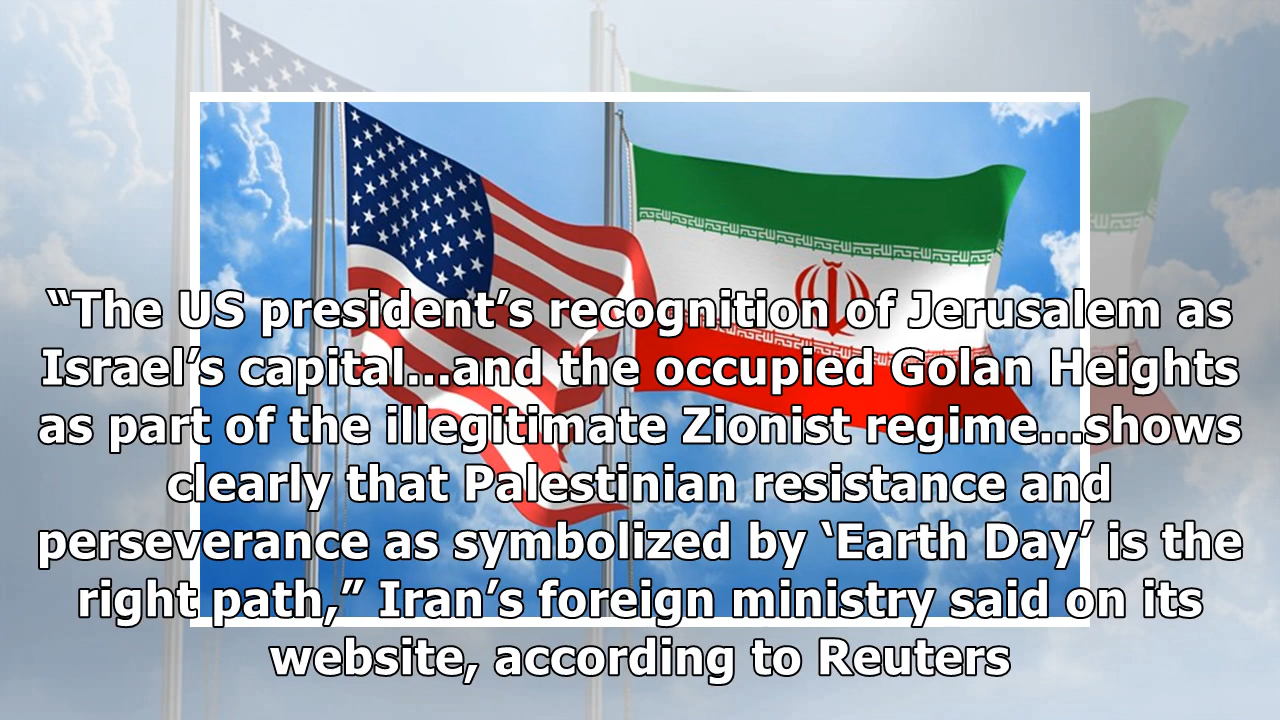 “The US president’s recognition of Jerusalem as
Israel’s capital...and the occupied Golan Heights
as part of the illegitimate Zionist regime...shows
clearly that Palestinian resistance and
perseverance as symbolized by ‘Earth Day’ is the
right path,” Iran’s foreign ministry said on its
website, according to Reuters